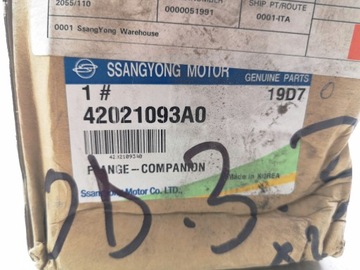 2055/110
0000051991
SHIP PT/ROUTE
0001-ITA
0001 SsangYong Warehouse
SSANGYONG MOTOR
GENUINE PARTS
1 #
19D7
42021093A0
42021093A0
FLANGE-COMPANION
Made in KOREA
SsangYong Motor Co. LTD.,